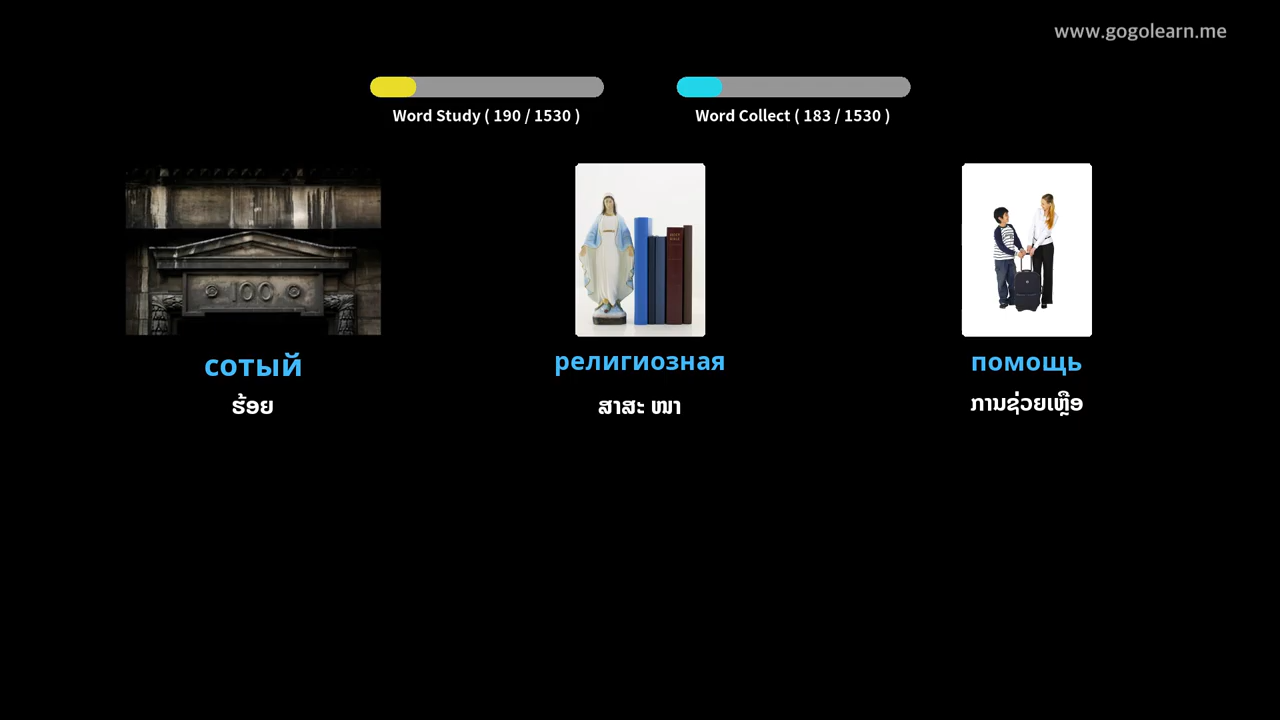 www.gogolearn.me
Word Study ( 190 / 1530 )
Word Collect ( 183 / 1530 )
100
сотый
религиозная
помощь
ຮ້ອຍ
ສາສະ ໜາ
ການຊ່ວຍເຫຼືອ